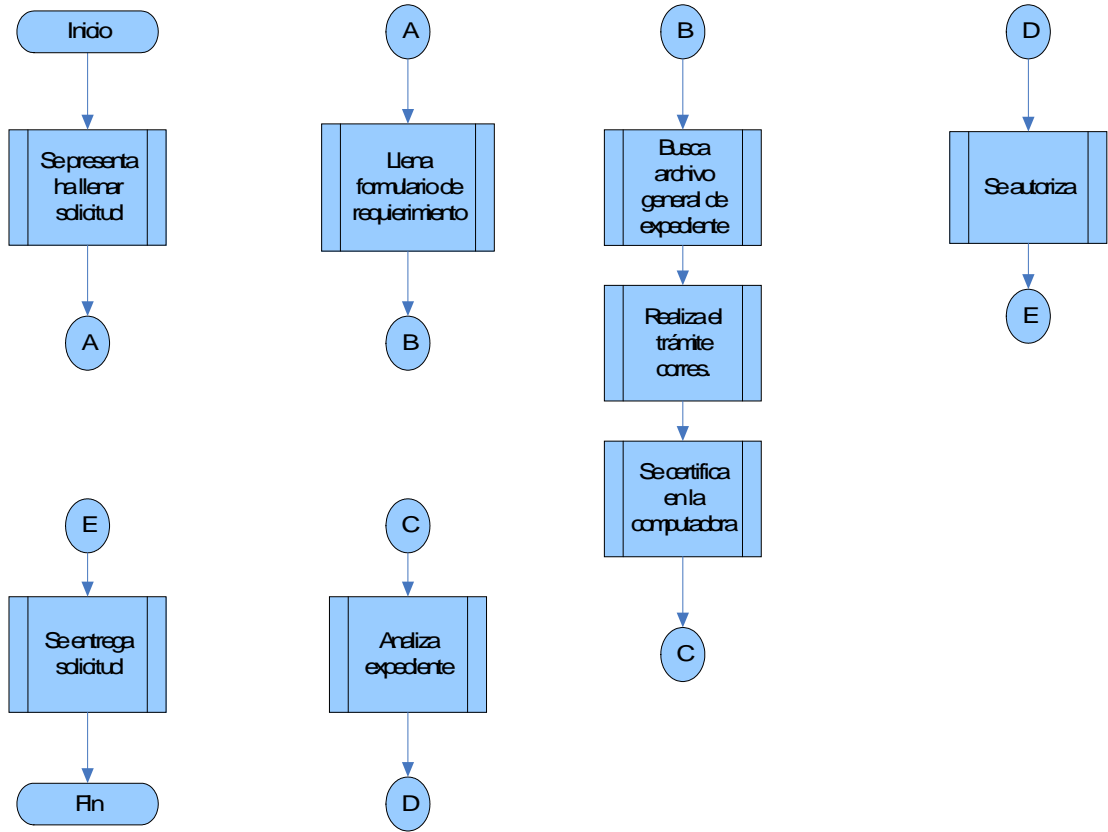 Inicio
Se presenta
ha llenar
solicitud
A
A
Llena
formulario de
requierimiento
B
B
Busca
archivo
general de
expediente
Realiza el
trámite
corres.
Se certifica
en la
computadora
C
D
Se autoriza
E
E
Se entrega
solicitud
Fin
C
Analiza
expediente
D